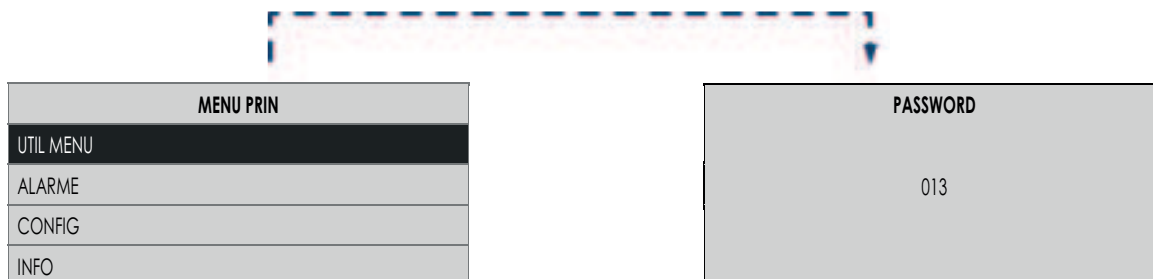 MENU PRIN
UTIL MENU
ALARME
CONFIG
INFO
PASSWORD
013